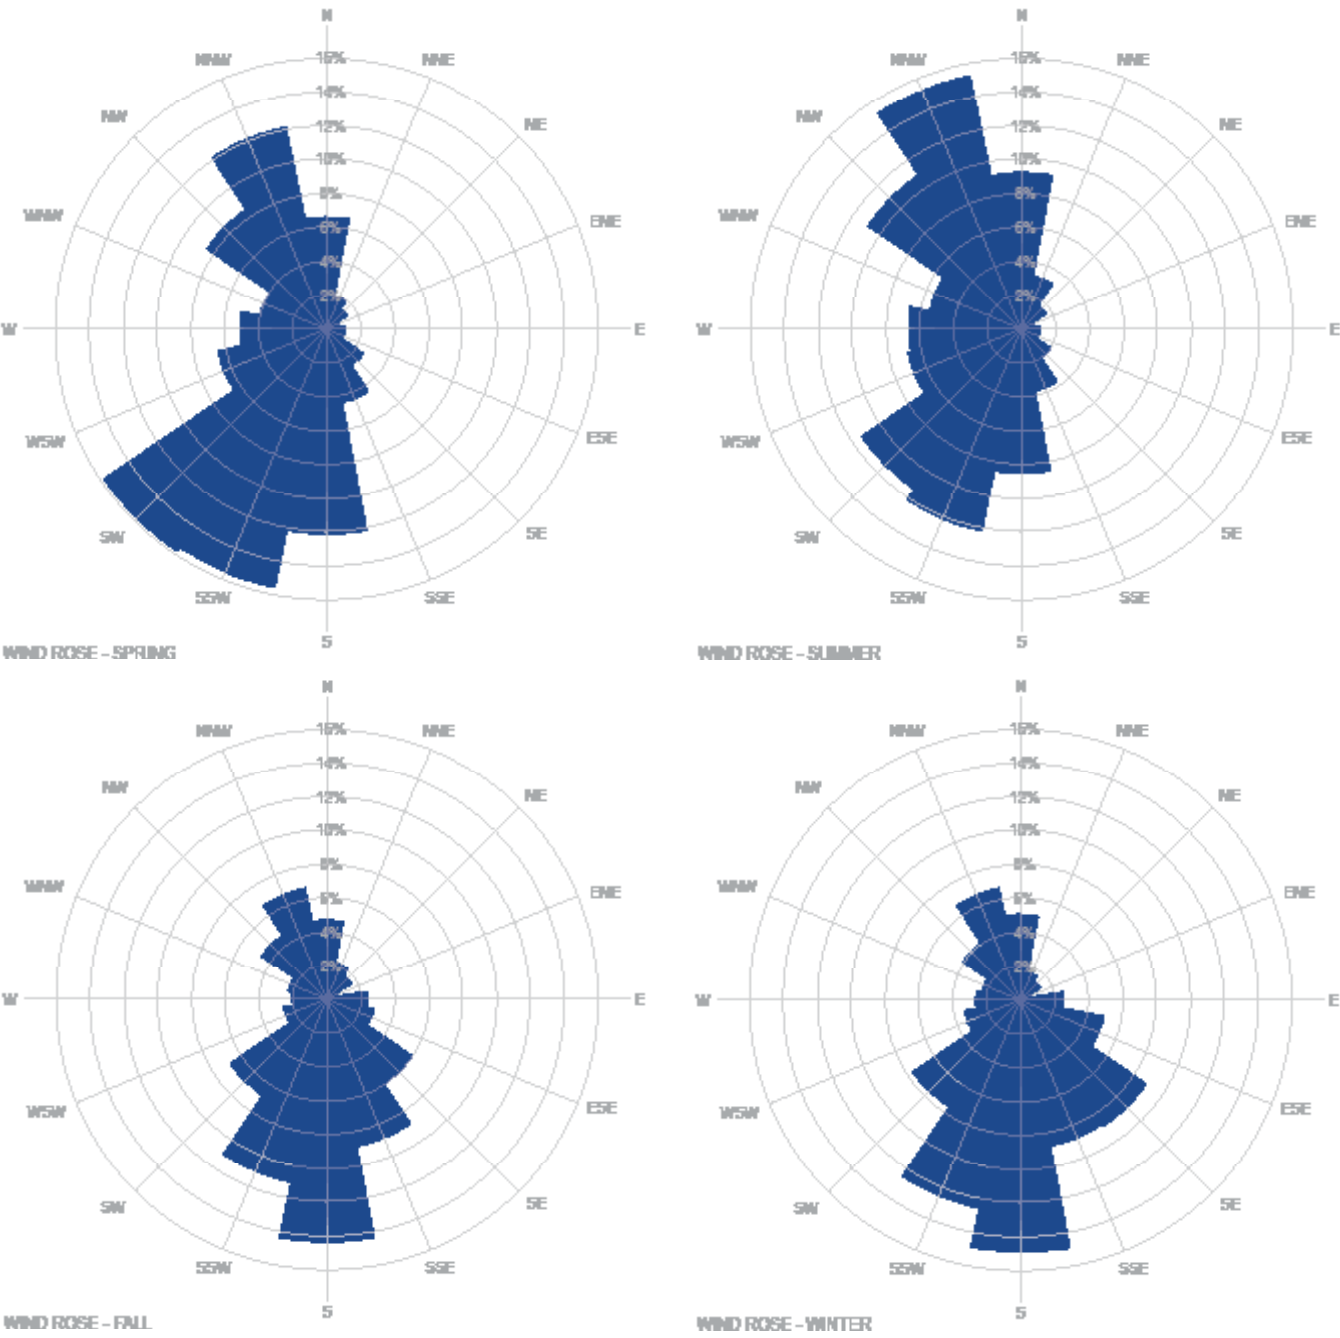 N N
NNW 16% NNE NNW 16% NNE
14% 14%
NW 12% NE NW 12% NE
10% 10%
8% 8%
WNW 6% ENE WNW 6% ENE
4% 4%
2% 2%
W E W E
WSW ESE WSW ESE
SW SE SW SE
SSW SSE SSW SSE
S S
WIND ROSE - SPRING WIND ROSE - SUMMER
N N
NNW 16% NNE NNW 16% NNE
14% 14%
NW 12% NE NW 12% NE
10% 10%
8% 8%
WNW 6% ENE WNW 6% ENE
4% 4%
2% 2%
W E W E
WSW ESE WSW ESE
SW SE SW SE
SSW SSE SSW SSE
S S
WIND ROSE - FALL WIND ROSE - WINTER